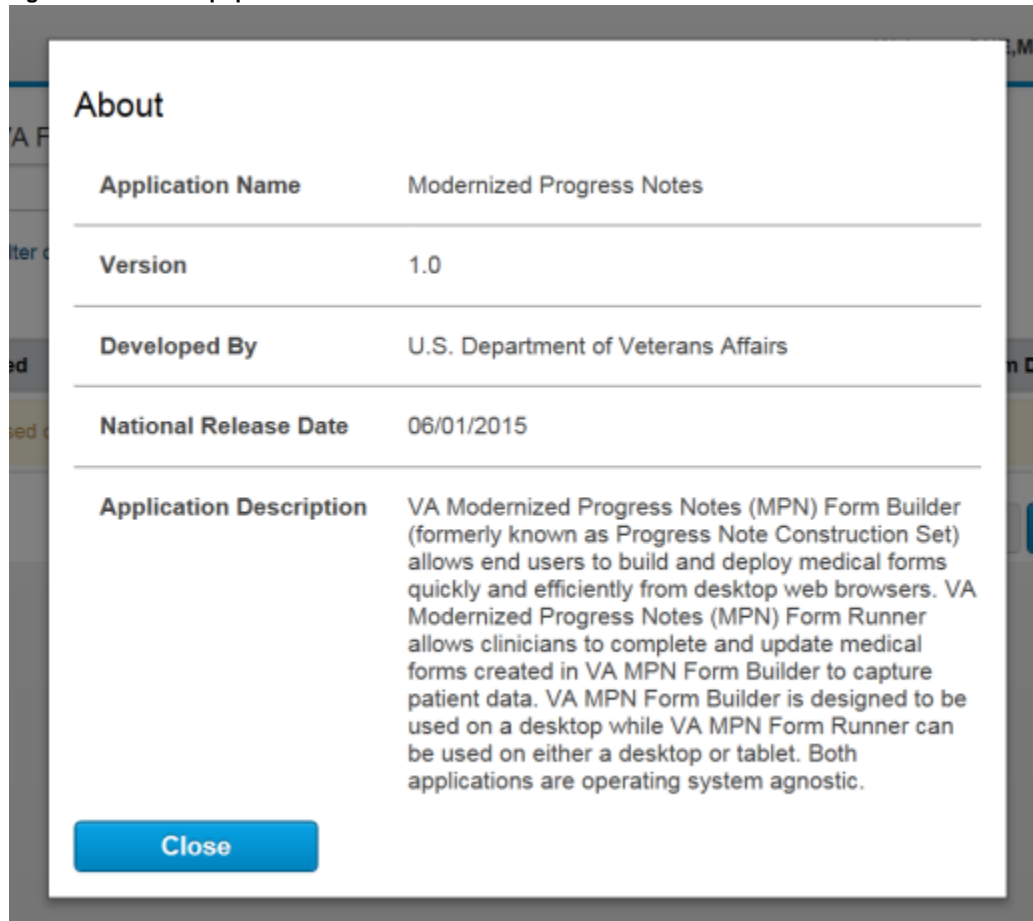 About
Application Name
Modernized Progress Notes
Version
1.0
Developed By
U.S. Department of Veterans Affairs
National Release Date
06/01/2015
Application Description
VA Modernized Progress Notes (MPN) Form Builder
(formerly known as Progress Note Construction Set)
allows end users to build and deploy medical forms
quickly and efficiently from desktop web browsers. VA
Modernized Progress Notes (MPN) Form Runner
allows clinicians to complete and update medical
forms created in VA MPN Form Builder to capture
patient data. VA MPN Form Builder is designed to be
used on a desktop while VA MPN Form Runner can
be used on either a desktop or tablet. Both
applications are operating system agnostic.
Close